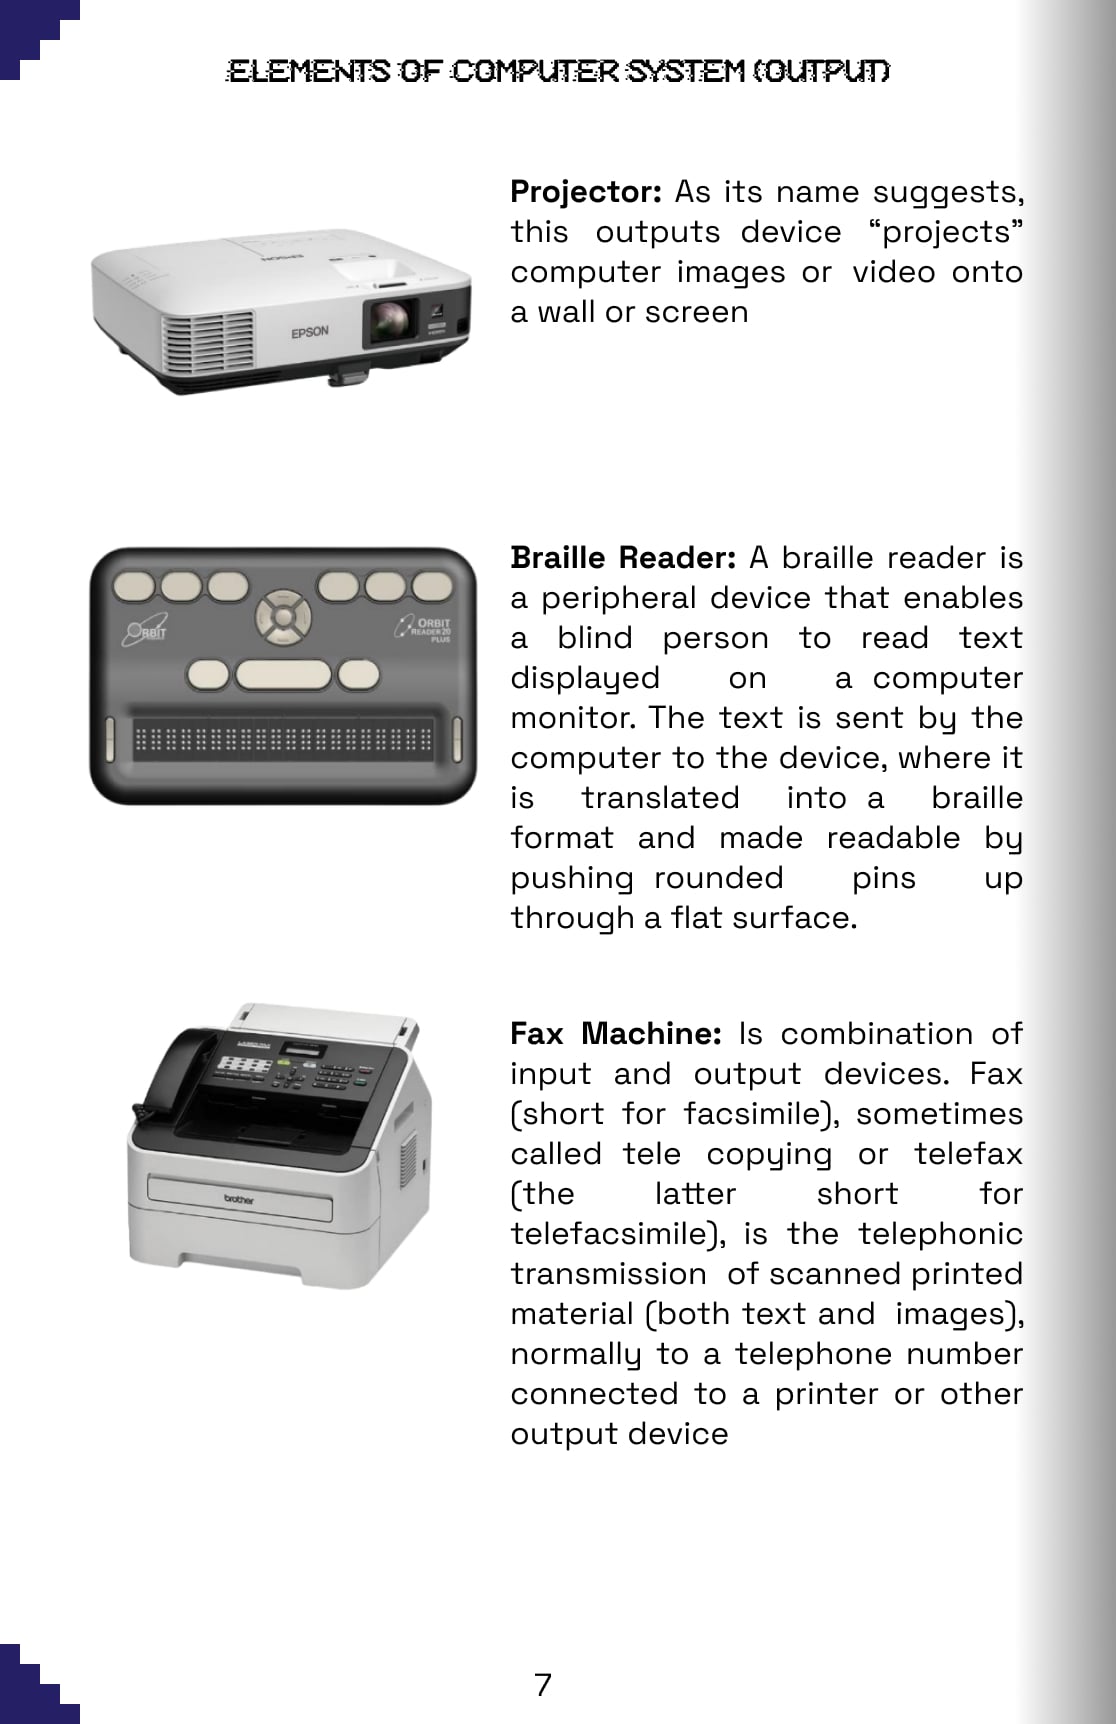 ELEMENTS OF COMPUTER SYSTEM (OUTPUT)
Projector: As its name suggests,
this outputs device “projects”
computer images or video onto
a wall or screen
EPSON
EPSON
Braille Reader: A braille reader is
a peripheral device that enables
a blind person to read text
displayed on a computer
monitor. The text is sent by the
computer to the device, where it
is translated into a braille
format and made readable by
pushing rounded pins up
through a flat surface.
ORBIT
ORBIT
READER 20
PLUS
Fax Machine: Is combination of
input and output devices. Fax
(short for facsimile), sometimes
called tele copying or telefax
(the latter short for
telefacsimile), is the telephonic
transmission of scanned printed
material (both text and images),
normally to a telephone number
connected to a printer or other
output device
brother
7